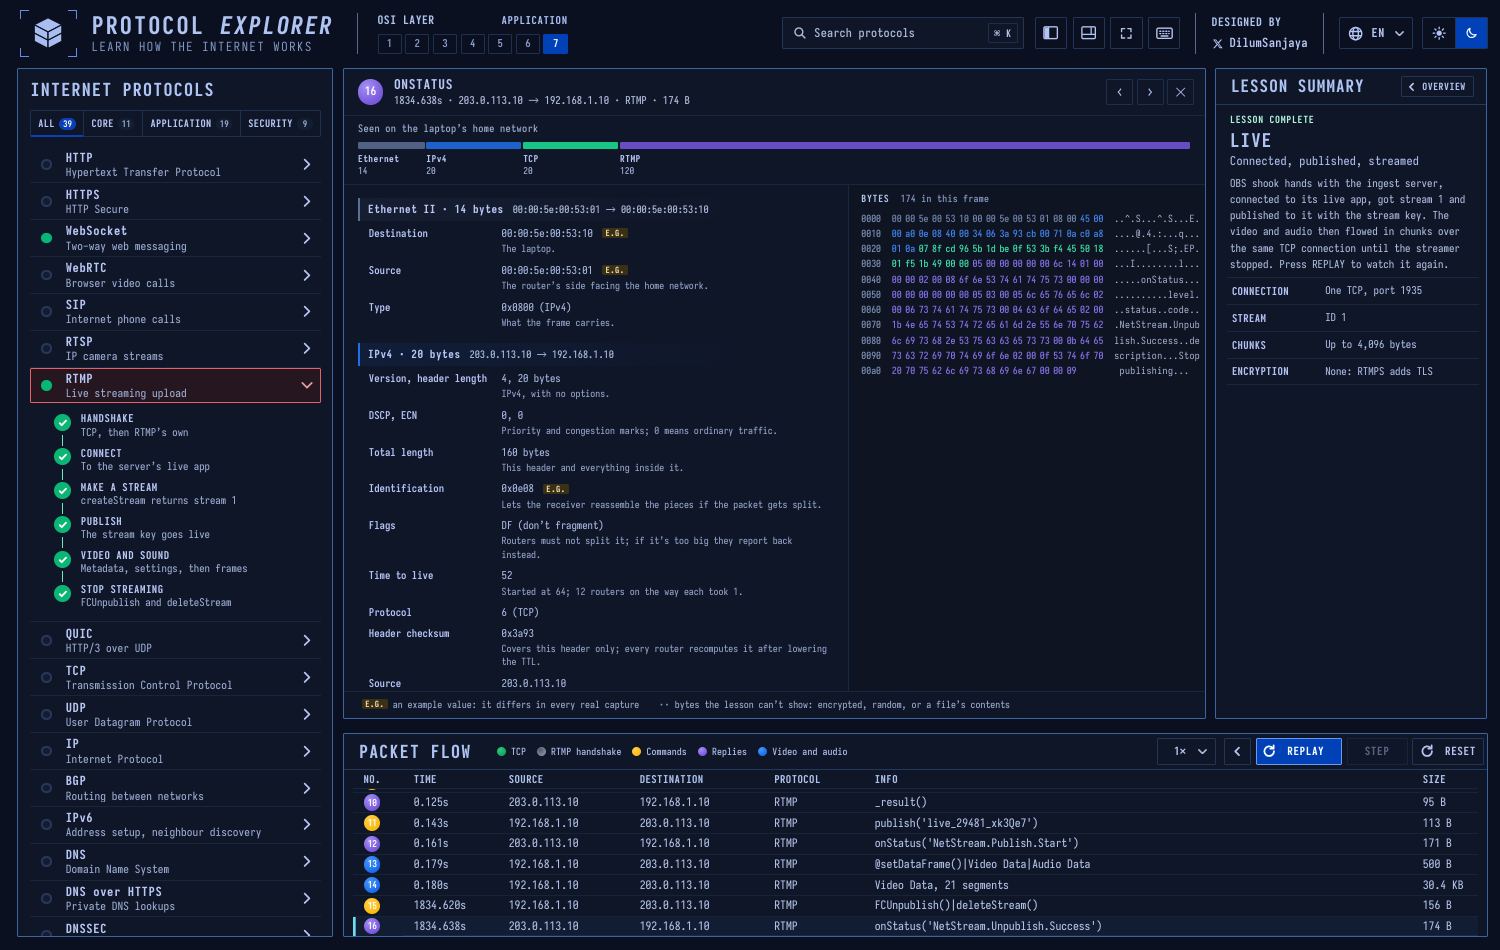 PROTOCOL EXPLORER
LEARN HOW THE INTERNET WORKS
OSI LAYER APPLICATION
1 2 3 4 5 6 7
Search protocols ⌘ K
DESIGNED BY
DilumSanjaya
EN
INTERNET PROTOCOLS
ALL 39 CORE 11 APPLICATION 19 SECURITY 9
HTTP
Hypertext Transfer Protocol
HTTPS
HTTP Secure
WebSocket
Two-way web messaging
WebRTC
Browser video calls
SIP
Internet phone calls
RTSP
IP camera streams
RTMP
Live streaming upload
HANDSHAKE
TCP, then RTMP's own
CONNECT
To the server's live app
MAKE A STREAM
createStream returns stream 1
PUBLISH
The stream key goes live
VIDEO AND SOUND
Metadata, settings, then frames
STOP STREAMING
FCUnpublish and deleteStream
QUIC
HTTP/3 over UDP
TCP
Transmission Control Protocol
UDP
User Datagram Protocol
IP
Internet Protocol
BGP
Routing between networks
IPv6
Address setup, neighbour discovery
DNS
Domain Name System
DNS over HTTPS
Private DNS lookups
DNSSEC
16 ONSTATUS
1834.638s · 203.0.113.10 → 192.168.1.10 · RTMP · 174 B
Seen on the laptop's home network
Ethernet IPv4 TCP RTMP
14 20 20 120
Ethernet II · 14 bytes 00:00:5e:00:53:01 → 00:00:5e:00:53:10
Destination 00:00:5e:00:53:10 E.G.
The laptop.
Source 00:00:5e:00:53:01 E.G.
The router's side facing the home network.
Type 0x0800 (IPv4)
What the frame carries.
IPv4 · 20 bytes 203.0.113.10 → 192.168.1.10
Version, header length 4, 20 bytes
IPv4, with no options.
DSCP, ECN 0, 0
Priority and congestion marks; 0 means ordinary traffic.
Total length 160 bytes
This header and everything inside it.
Identification 0x0e08 E.G.
Lets the receiver reassemble the pieces if the packet gets split.
Flags DF (don't fragment)
Routers must not split it; if it's too big they report back
instead.
Time to live 52
Started at 64; 12 routers on the way each took 1.
Protocol 6 (TCP)
Header checksum 0x3a93
Covers this header only; every router recomputes it after lowering
the TTL.
Source 203.0.113.10
E.G. an example value: it differs in every real capture ·· bytes the lesson can't show: encrypted, random, or a file's contents
BYTES 174 in this frame
0000 00 00 5e 00 53 10 00 00 5e 00 53 01 08 00 45 00 ..^.S...^.S...E.
0010 00 a0 0e 08 40 00 34 06 3a 93 cb 00 71 0a c0 a8 ....@.4.:...q...
0020 01 0a 07 8f cd 96 5b 1d be 0f 53 3b f4 45 50 18 ......[...S;.EP.
0030 01 f5 1b 49 00 00 05 00 00 00 00 00 6c 14 01 00 ...I........l...
0040 00 00 02 00 08 6f 6e 53 74 61 74 75 73 00 00 00 .....onStatus...
0050 00 00 00 00 00 00 05 03 00 05 6c 65 76 65 6c 02 ..........level.
0060 00 06 73 74 61 74 75 73 00 04 63 6f 64 65 02 00 ..status..code..
0070 1b 4e 65 74 53 74 72 65 61 6d 2e 55 6e 70 75 62 .NetStream.Unpub
0080 6c 69 73 68 2e 53 75 63 63 65 73 73 00 0b 64 65 lish.Success..de
0090 73 63 72 69 70 74 69 6f 6e 02 00 0f 53 74 6f 70 scription...Stop
00a0 20 70 75 62 6c 69 73 68 69 6e 67 00 00 09 publishing...
LESSON SUMMARY OVERVIEW
LESSON COMPLETE
LIVE
Connected, published, streamed
OBS shook hands with the ingest server,
connected to its live app, got stream 1 and
published to it with the stream key. The
video and audio then flowed in chunks over
the same TCP connection until the streamer
stopped. Press REPLAY to watch it again.
CONNECTION One TCP, port 1935
STREAM ID 1
CHUNKS Up to 4,096 bytes
ENCRYPTION None: RTMPS adds TLS
PACKET FLOW TCP RTMP handshake Commands Replies Video and audio 1× REPLAY STEP RESET
NO. TIME SOURCE DESTINATION PROTOCOL INFO SIZE
10 0.125s 203.0.113.10 192.168.1.10 RTMP _result() 95 B
11 0.143s 192.168.1.10 203.0.113.10 RTMP publish('live_29481_xk3Qe7') 113 B
12 0.161s 203.0.113.10 192.168.1.10 RTMP onStatus('NetStream.Publish.Start') 171 B
13 0.179s 192.168.1.10 203.0.113.10 RTMP @setDataFrame()|Video Data|Audio Data 500 B
14 0.180s 192.168.1.10 203.0.113.10 RTMP Video Data, 21 segments 30.4 KB
15 1834.620s 192.168.1.10 203.0.113.10 RTMP FCUnpublish()|deleteStream() 156 B
16 1834.638s 203.0.113.10 192.168.1.10 RTMP onStatus('NetStream.Unpublish.Success') 174 B